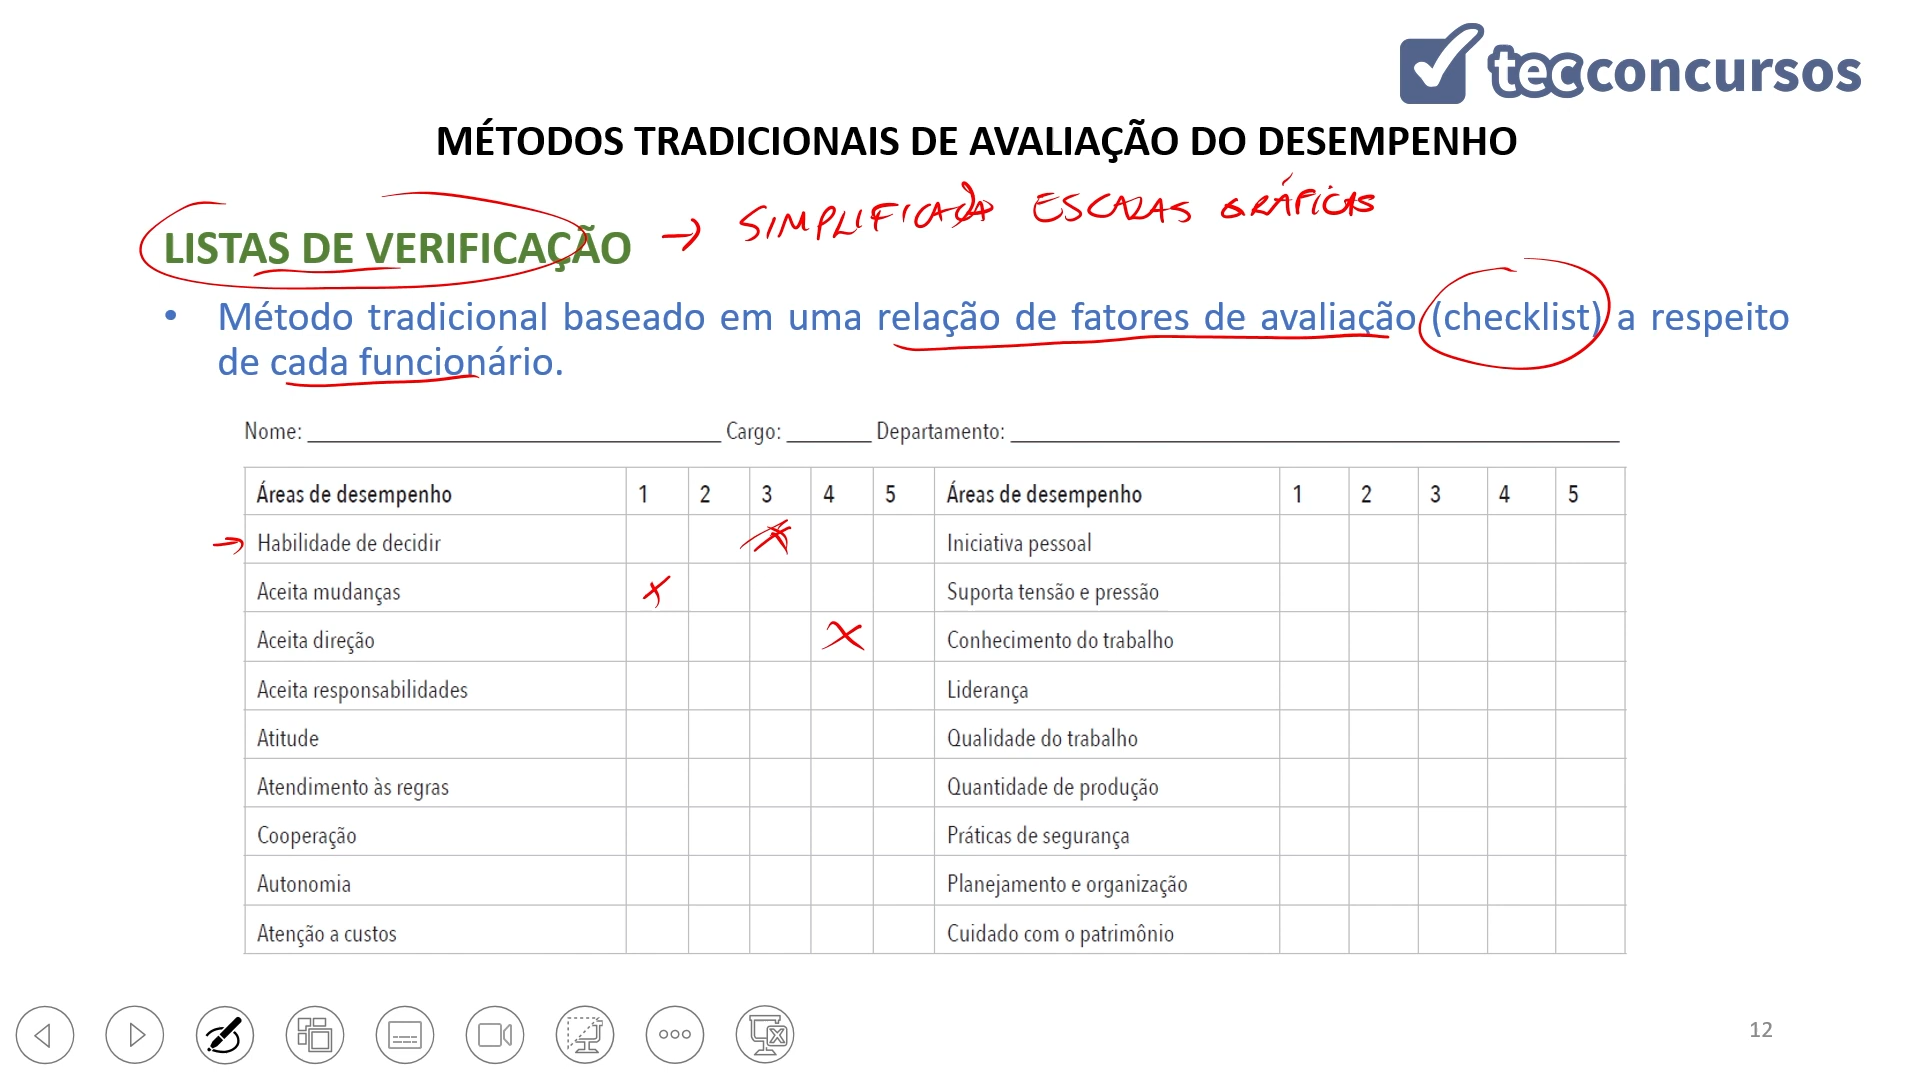 tecconcursos
MÉTODOS TRADICIONAIS DE AVALIAÇÃO DO DESEMPENHO
LISTAS DE VERIFICAÇÃO → SIMPLIFICADA ESCALAS GRÁFICAS
• Método tradicional baseado em uma relação de fatores de avaliação (checklist) a respeito
de cada funcionário.
Nome: Cargo: Departamento:
Áreas de desempenho 1 2 3 4 5 Áreas de desempenho 1 2 3 4 5
→ Habilidade de decidir X Iniciativa pessoal
Aceita mudanças X Suporta tensão e pressão
Aceita direção X Conhecimento do trabalho
Aceita responsabilidades Liderança
Atitude Qualidade do trabalho
Atendimento às regras Quantidade de produção
Cooperação Práticas de segurança
Autonomia Planejamento e organização
Atenção a custos Cuidado com o patrimônio
12